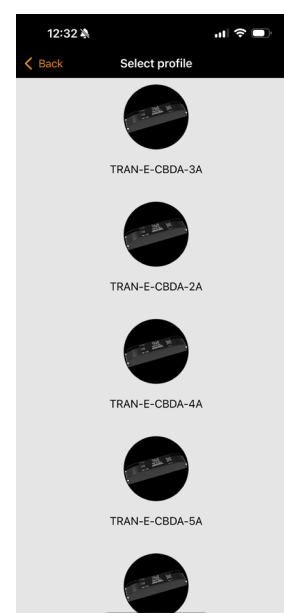 12:32
Back
Select profile
TRAN-E-CBDA-3A
TRAN-E-CBDA-2A
TRAN-E-CBDA-4A
TRAN-E-CBDA-5A